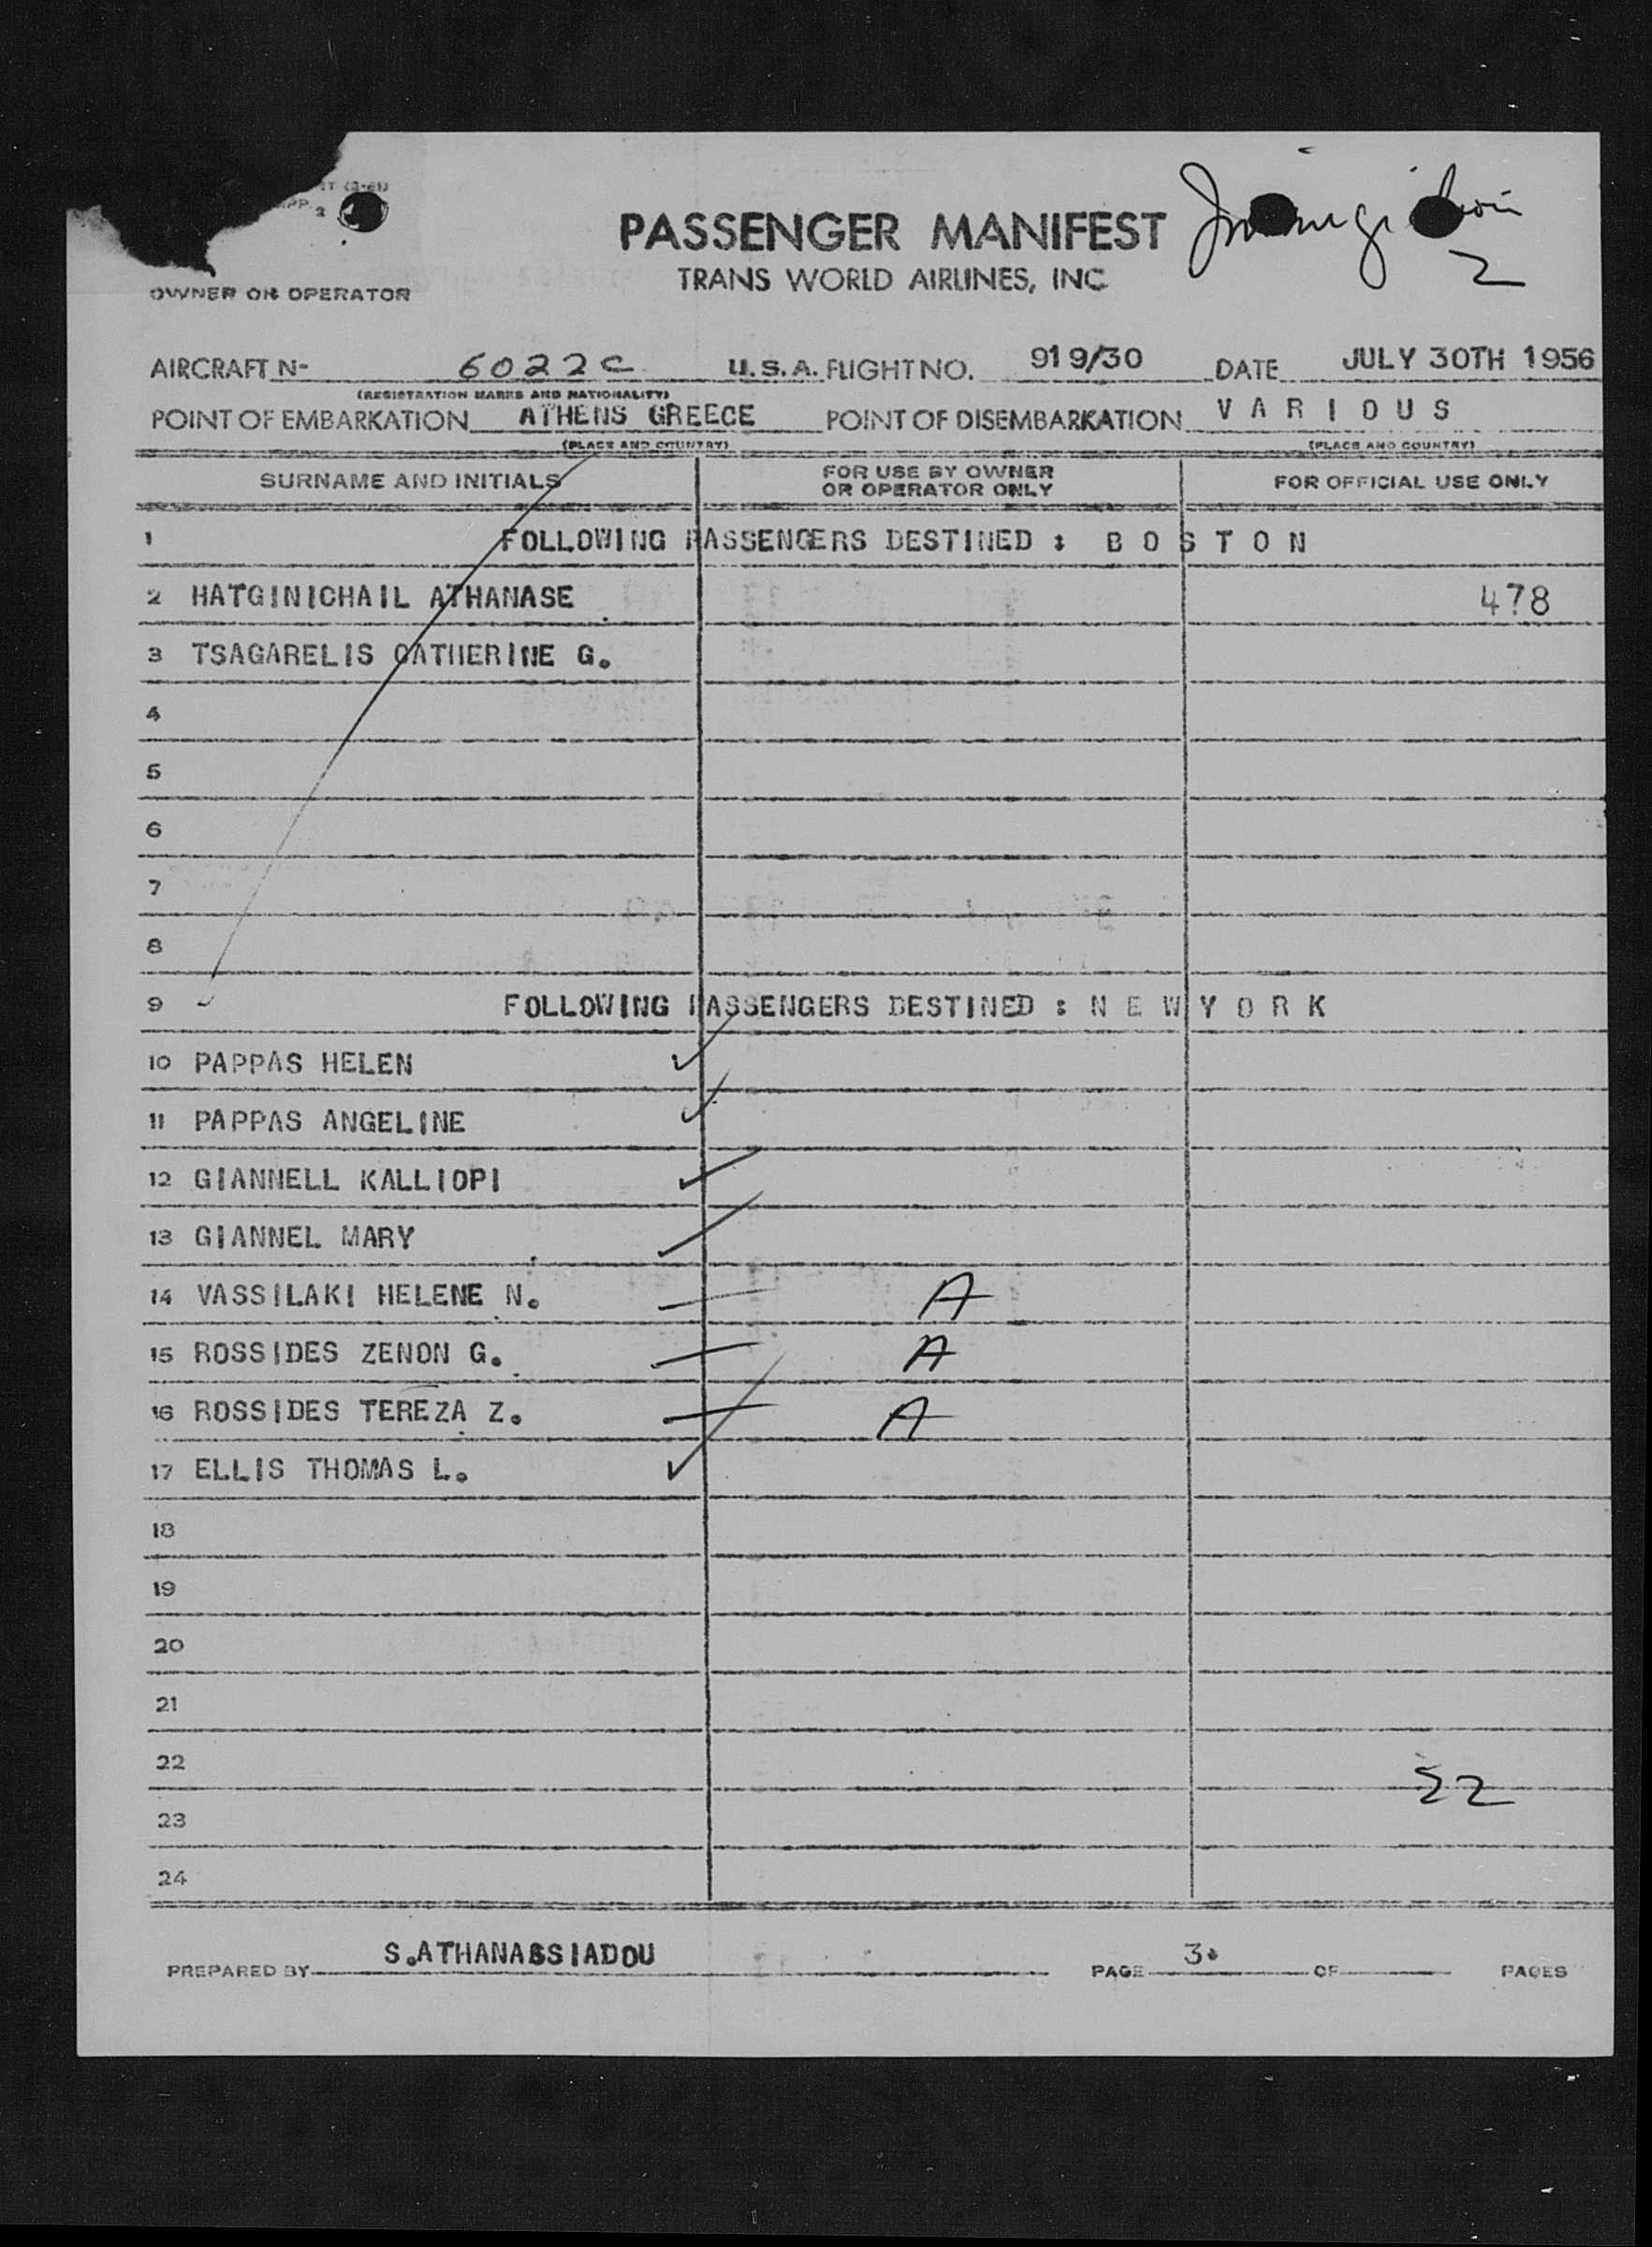 PASSENGER MANIFEST
TRANS WORLD AIRLINES, INC
2
OWNER OR OPERATOR
AIRCRAFT N- 6022C U.S.A. FLIGHT NO. 919/30 DATE JULY 30TH 1956
(REGISTRATION MARKS AND NATIONALITY)
POINT OF EMBARKATION ATHENS GREECE POINT OF DISEMBARKATION V A R I O U S
(PLACE AND COUNTRY) (PLACE AND COUNTRY)
SURNAME AND INITIALS FOR USE BY OWNER OR OPERATOR ONLY FOR OFFICIAL USE ONLY
1 FOLLOWING PASSENGERS DESTINED : B O S T O N
2 HATGINICHAIL ATHANASE 478
3 TSAGARELIS CATHERINE G.
4
5
6
7
8
9 FOLLOWING PASSENGERS DESTINED : N E W Y O R K
10 PAPPAS HELEN
11 PAPPAS ANGELINE
12 GIANNELL KALLIOPI
13 GIANNEL MARY
14 VASSILAKI HELENE N. A
15 ROSSIDES ZENON G. A
16 ROSSIDES TEREZA Z. A
17 ELLIS THOMAS L.
18
19
20
21
22
22
23
24
PREPARED BY S.ATHANASSIADOU PAGE 3. OF PAGES